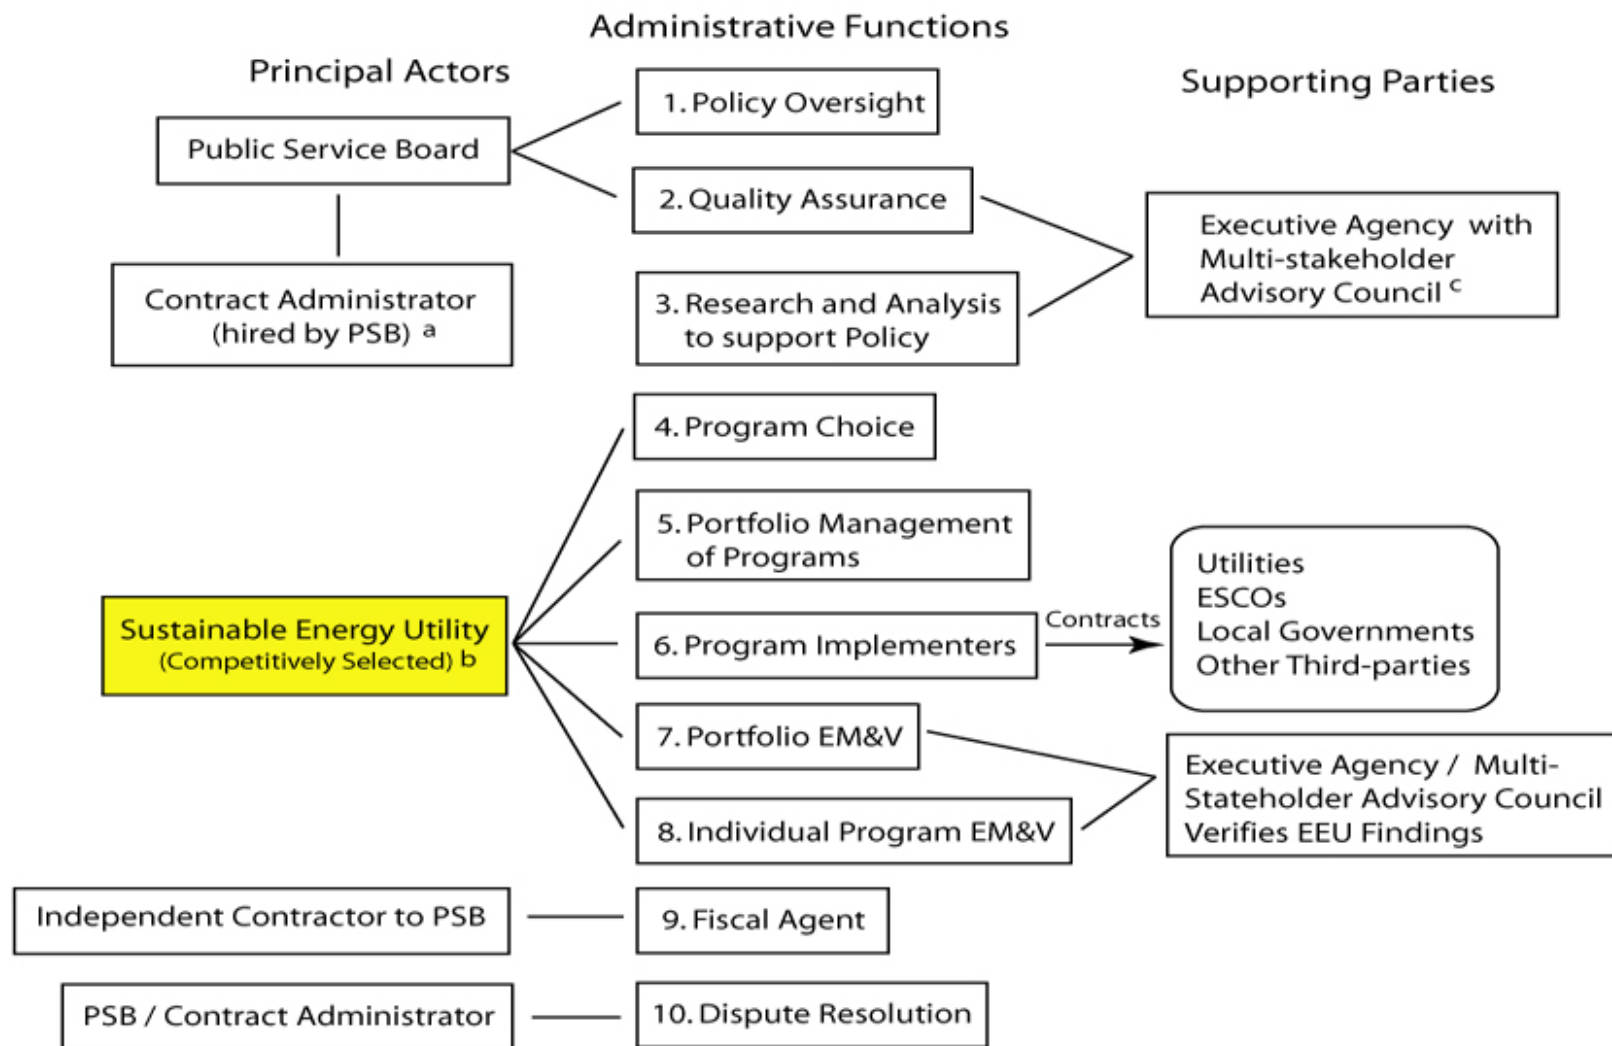 Administrative Functions
Principal Actors
Supporting Parties
Public Service Board
Contract Administrator
(hired by PSB) a
1. Policy Oversight
2. Quality Assurance
3. Research and Analysis
to support Policy
Executive Agency with
Multi-stakeholder
Advisory Council c
Sustainable Energy Utility
(Competitively Selected) b
4. Program Choice
5. Portfolio Management
of Programs
6. Program Implementers
Contracts
Utilities
ESCOs
Local Governments
Other Third-parties
7. Portfolio EM&V
8. Individual Program EM&V
Executive Agency / Multi-
Stateholder Advisory Council
Verifies EEU Findings
Independent Contractor to PSB
9. Fiscal Agent
PSB / Contract Administrator
10. Dispute Resolution